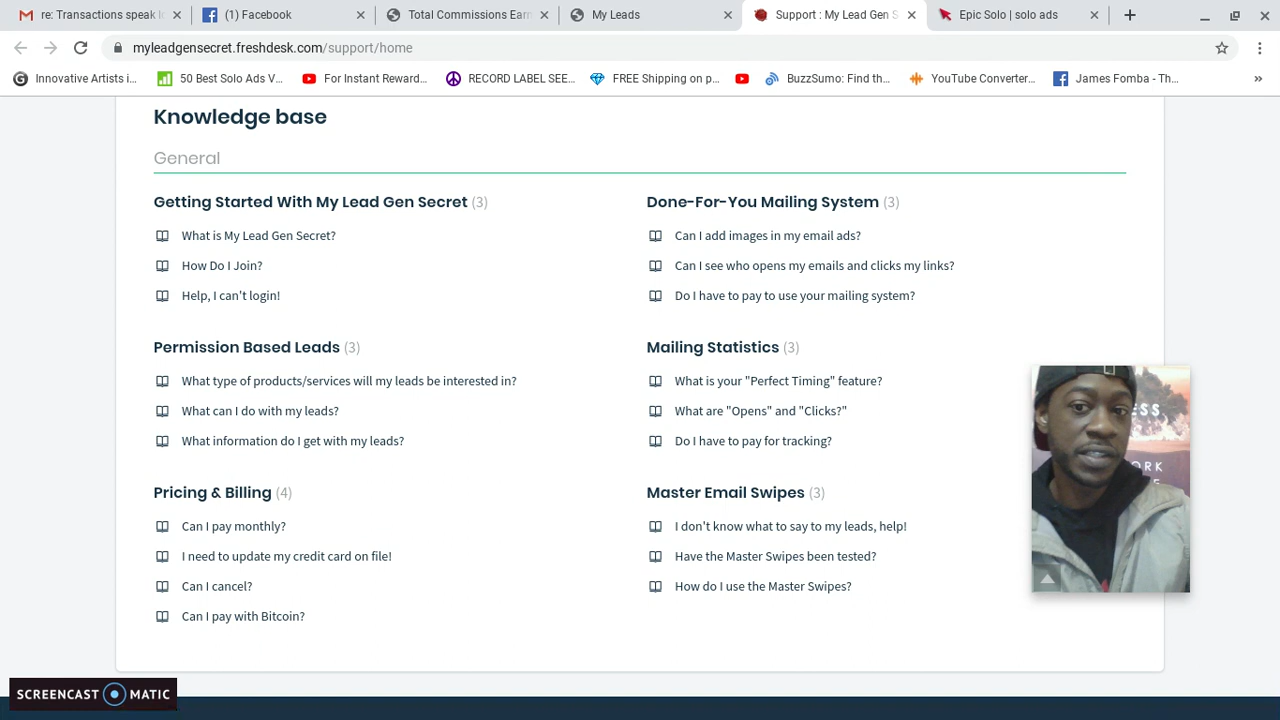 re: Transactions speak l
(1) Facebook
Total Commissions Earn
My Leads
Support : My Lead Gen S
Epic Solo | solo ads
myleadgensecret.freshdesk.com/support/home
Innovative Artists i...
50 Best Solo Ads V...
For Instant Reward...
RECORD LABEL SEE...
FREE Shipping on p...
BuzzSumo: Find th...
YouTube Converter...
James Fomba - Th...
Knowledge base
General
Getting Started With My Lead Gen Secret (3)
What is My Lead Gen Secret?
How Do I Join?
Help, I can't login!
Done-For-You Mailing System (3)
Can I add images in my email ads?
Can I see who opens my emails and clicks my links?
Do I have to pay to use your mailing system?
Permission Based Leads (3)
What type of products/services will my leads be interested in?
What can I do with my leads?
What information do I get with my leads?
Mailing Statistics (3)
What is your "Perfect Timing" feature?
What are "Opens" and "Clicks?"
Do I have to pay for tracking?
Pricing & Billing (4)
Can I pay monthly?
I need to update my credit card on file!
Can I cancel?
Can I pay with Bitcoin?
Master Email Swipes (3)
I don't know what to say to my leads, help!
Have the Master Swipes been tested?
How do I use the Master Swipes?
SCREENCAST MATIC